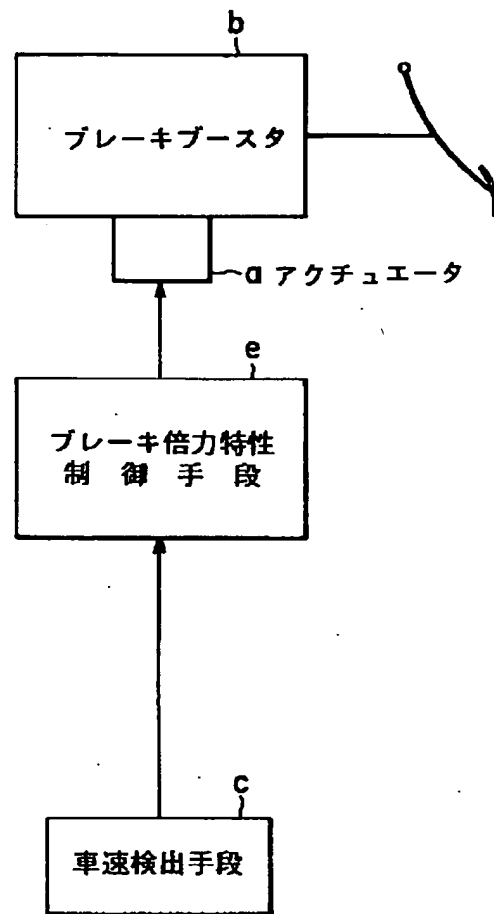 b
ブレーキブースタ
a アクチュエータ
e
ブレーキ倍力特性
制御手段
c
車速検出手段